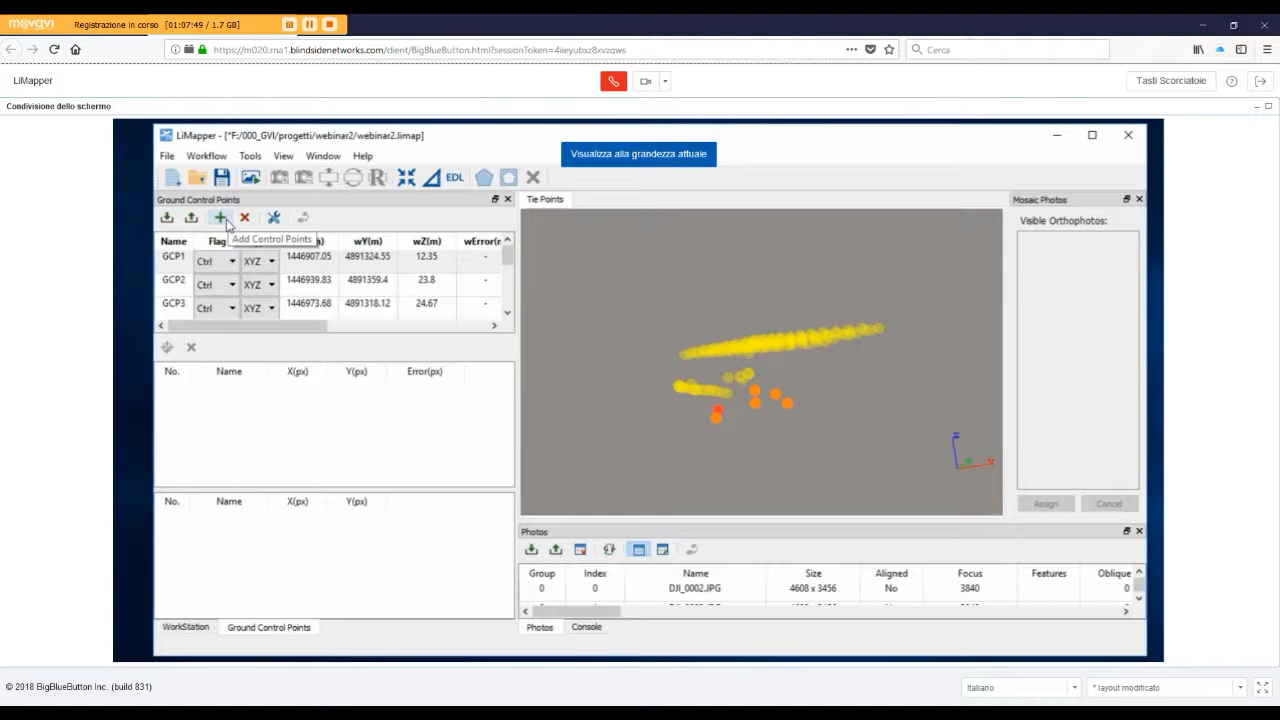 movavi Registrazione in corso [01:07:49 / 1.7 GB]
https://m020.rna1.blindsidenetworks.com/client/BigBlueButton.html?sessionToken=4iieyubxz8xvzqws
Cerca
LiMapper
Tasti Scorciatoie
Condivisione dello schermo
LiMapper - [*F:/000_GVI/progetti/webinar2/webinar2.limap]
Visualizza alla grandezza attuale
File Workflow Tools View Window Help
R EDL
Ground Control Points
Tie Points
Mosaic Photos
Visible Orthophotos:
Add Control Points
Name Flag wY(m) wZ(m)
GCP1 Ctrl XYZ 1446907.05 4891324.55 12.35 -
GCP2 Ctrl XYZ 1446939.83 4891359.4 23.8 -
GCP3 Ctrl XYZ 1446973.68 4891318.12 24.67 -
No. Name X(px) Y(px) Error(px)
Z
X
No. Name X(px) Y(px)
Assign Cancel
Photos
Group Index Name Size Aligned Focus Features Oblique
0 0 DJI_0002.JPG 4608 x 3456 No 3840 0
WorkStation Ground Control Points
Photos Console
© 2018 BigBlueButton Inc. (build 831)
Italiano
* layout modificato